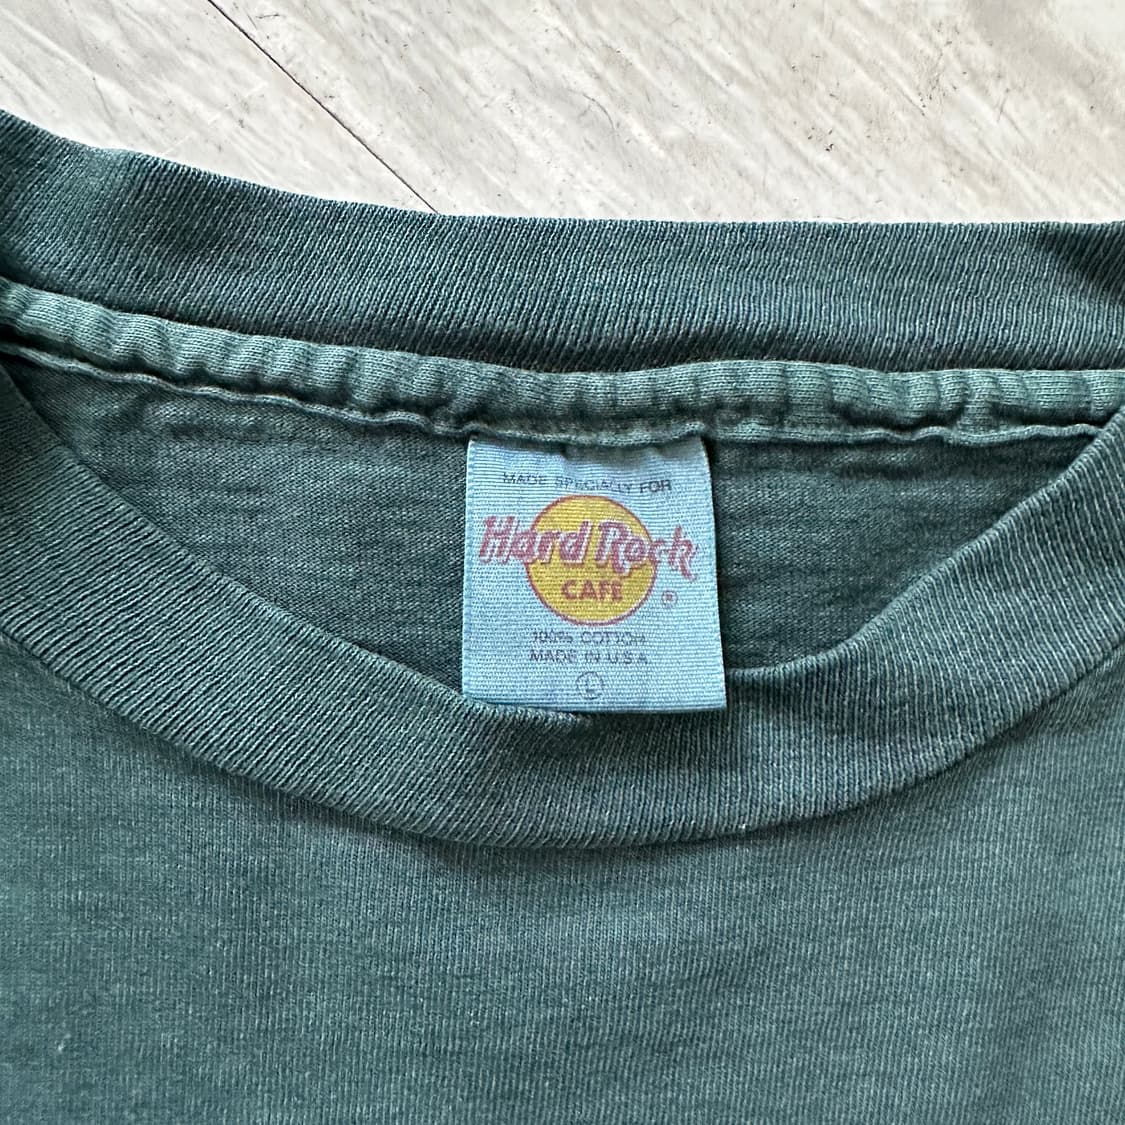 MADE SPECIALLY FOR
Hard Rock
CAFE
®
100% COTTON
MADE IN U.S.A.
L